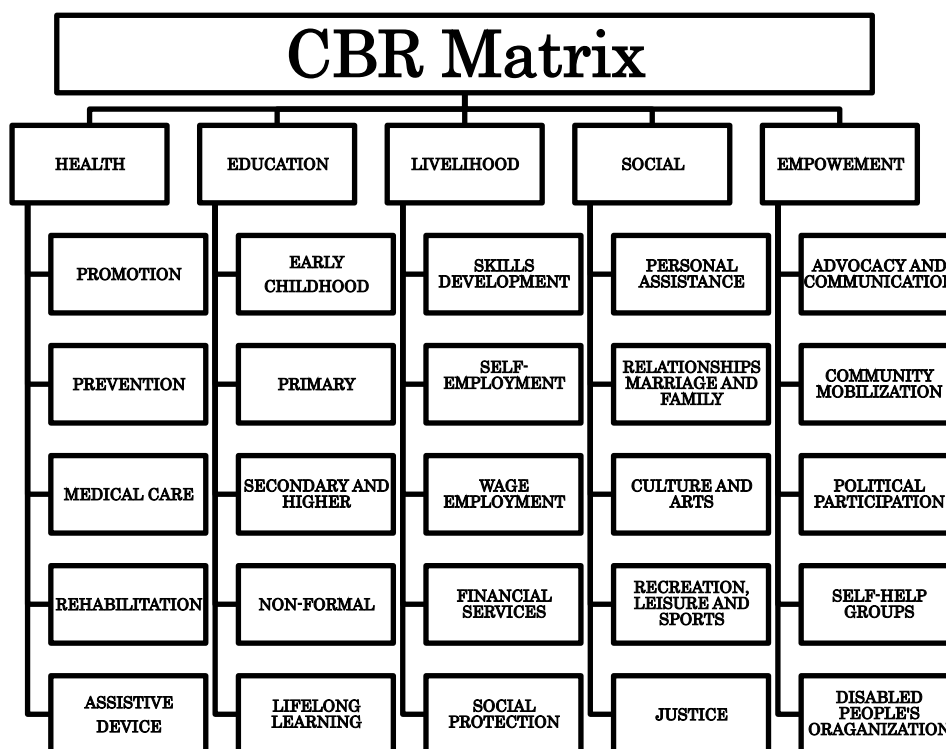 CBR Matrix
HEALTH
PROMOTION
PREVENTION
MEDICAL CARE
REHABILITATION
ASSISTIVE
DEVICE
EDUCATION
EARLY
CHILDHOOD
PRIMARY
SECONDARY AND
HIGHER
NON-FORMAL
LIFELONG
LEARNING
LIVELIHOOD
SKILLS
DEVELOPMENT
SELF-
EMPLOYMENT
WAGE
EMPLOYMENT
FINANCIAL
SERVICES
SOCIAL
PROTECTION
SOCIAL
PERSONAL
ASSISTANCE
RELATIONSHIPS
MARRIAGE AND
FAMILY
CULTURE AND
ARTS
RECREATION,
LEISURE AND
SPORTS
JUSTICE
EMPOWEMENT
ADVOCACY AND
COMMUNICATIO
COMMUNITY
MOBILIZATION
POLITICAL
PARTICIPATION
SELF-HELP
GROUPS
DISABLED
PEOPLE'S
ORAGANIZATION